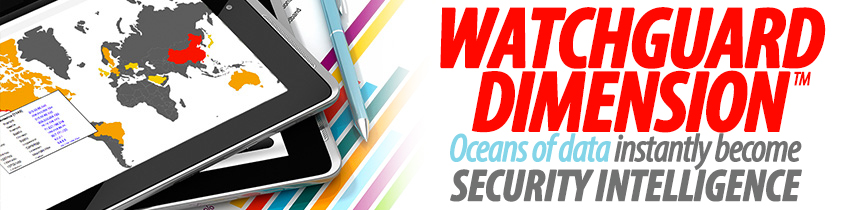 WATCHGUARD
DIMENSION™
Oceans of data instantly become
SECURITY INTELLIGENCE